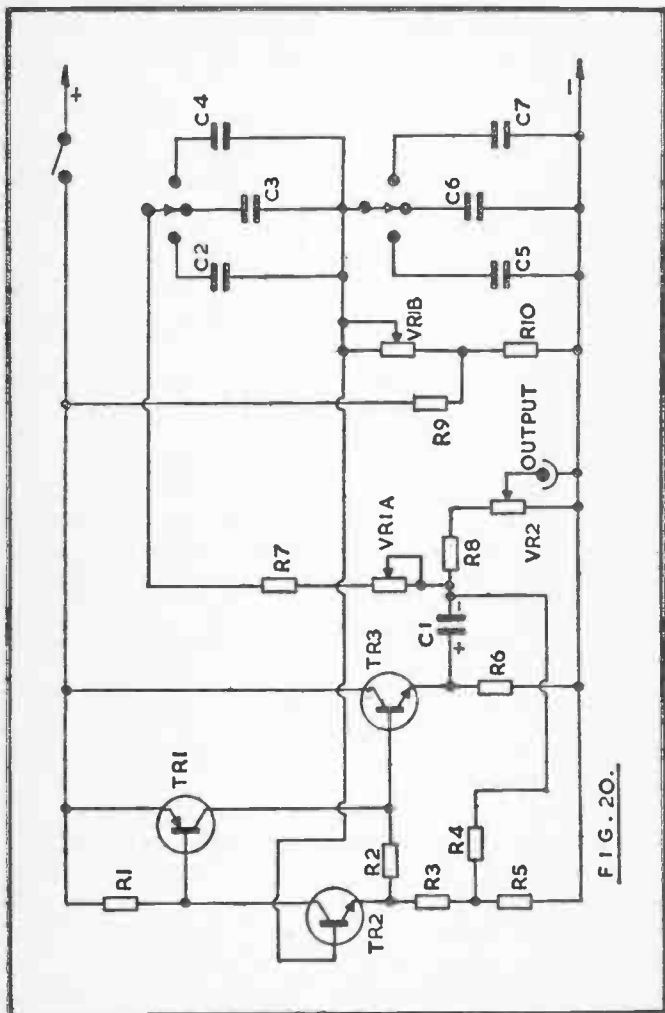 +
C4
C3
C2
C7
C6
C5
-
VR1B
R10
R9
OUTPUT
VR2
R8
VR1A
R7
C1
+
-
TR3
R6
TR1
R1
R2
R4
R3
R5
TR2
FIG.20.